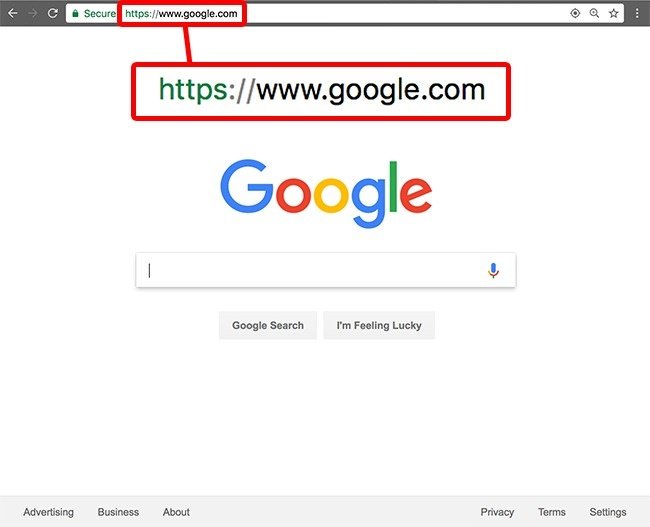 Secure https://www.google.com
https://www.google.com
Google
Google Search I'm Feeling Lucky
Advertising Business About Privacy Terms Settings